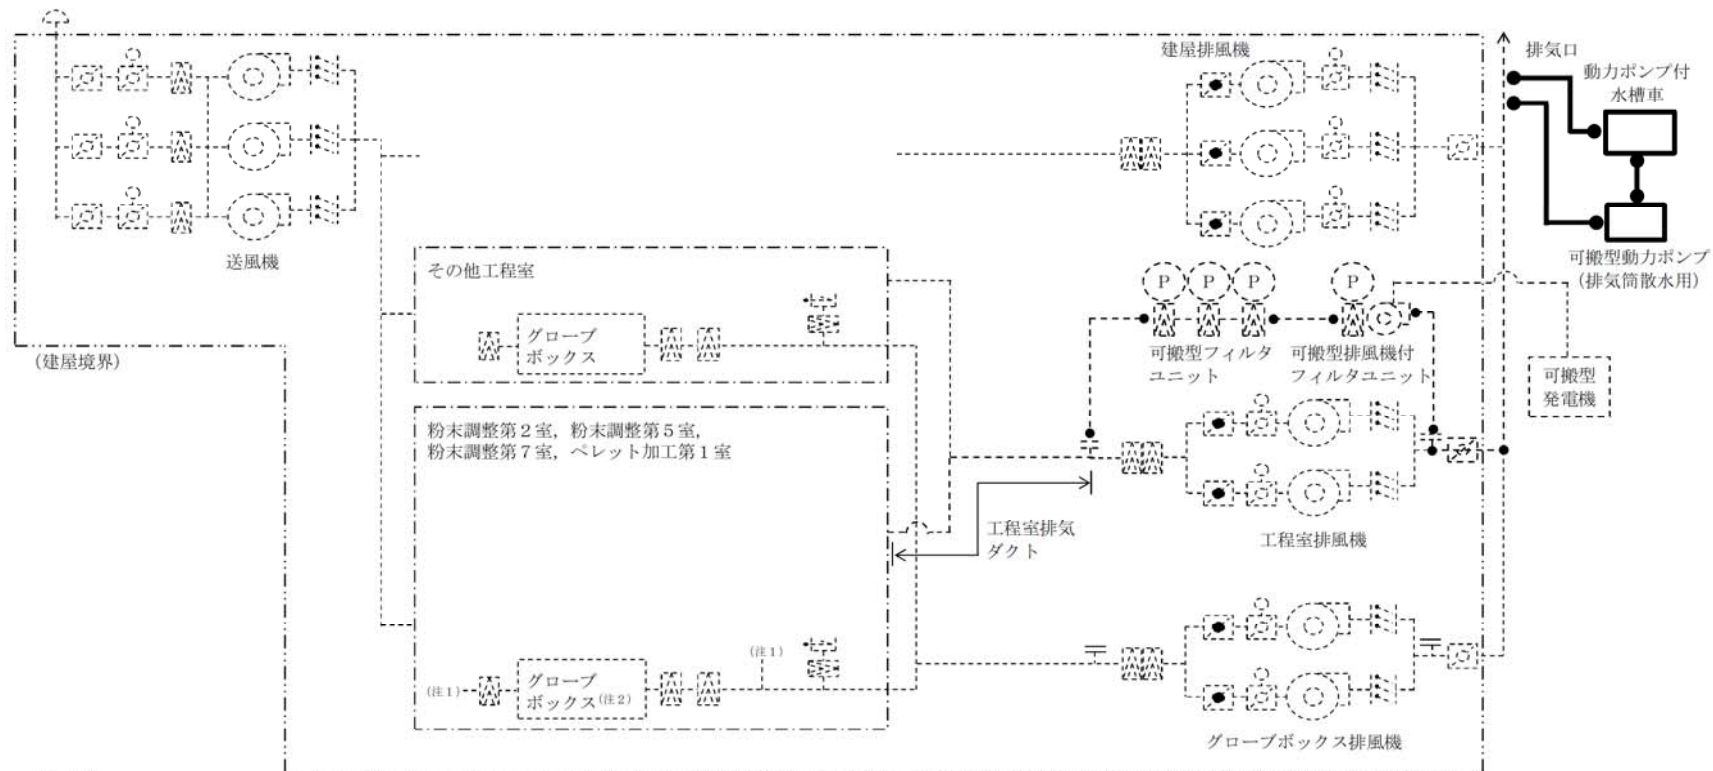 建屋排風機
排気口
動力ポンプ付
水槽車
送風機
可搬型動力ポンプ
(排気筒散水用)
その他工程室
P
P
P
P
グローブ
ボックス
(建屋境界)
可搬型フィルタ
ユニット
可搬型排風機付
フィルタユニット
可搬型
発電機
粉末調整第2室，粉末調整第5室，
粉末調整第7室，ペレット加工第1室
工程室排気
ダクト
工程室排風機
(注1)
(注1)
グローブ
ボックス(注2)
グローブボックス排風機